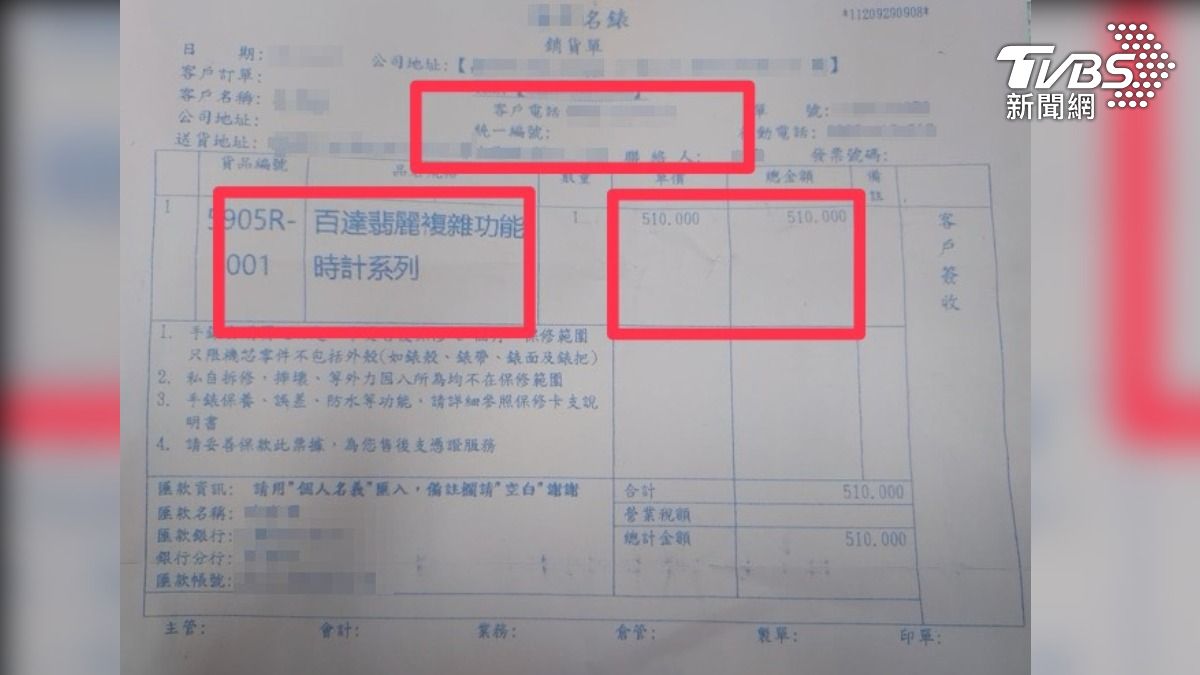 名錶
*11209290908*
銷貨單
TVBS
新聞網
日 期:
公司地址:【 】
客戶訂單:
客戶名稱:
客戶電話
單 號:
公司地址:
統一編號:
行動電話:
送貨地址:
聯絡人:
發票號碼:
貨品編號
數量
單價
總金額
備註
1
5905R-001
百達翡麗複雜功能時計系列
1
510.000
510.000
客戶簽收
1. 手錶 保修範圍
只限機芯零件不包括外殼(如錶殼、錶帶、錶面及錶把)
2. 私自拆修,摔壞、等外力因人所為均不在保修範圍
3. 手錶保養、誤差、防水等功能,請詳細參照保修卡支說
明書
4. 請妥善保款此票據,為您售後支憑證服務
匯款資訊: 請用"個人名義"匯入,備註欄請"空白"謝謝
合計
510.000
匯款名稱:
營業稅額
匯款銀行:
總計金額
510.000
銀行分行:
匯款帳號:
主管:
會計:
業務:
倉管:
製單:
印單: